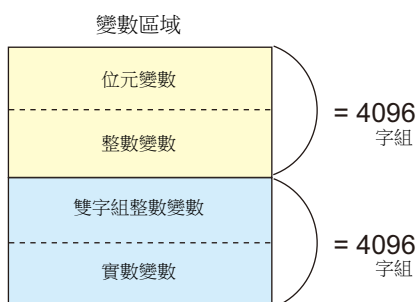 變數區域
位元變數
= 4096
字組
整數變數
雙字組整數變數
= 4096
字組
實數變數